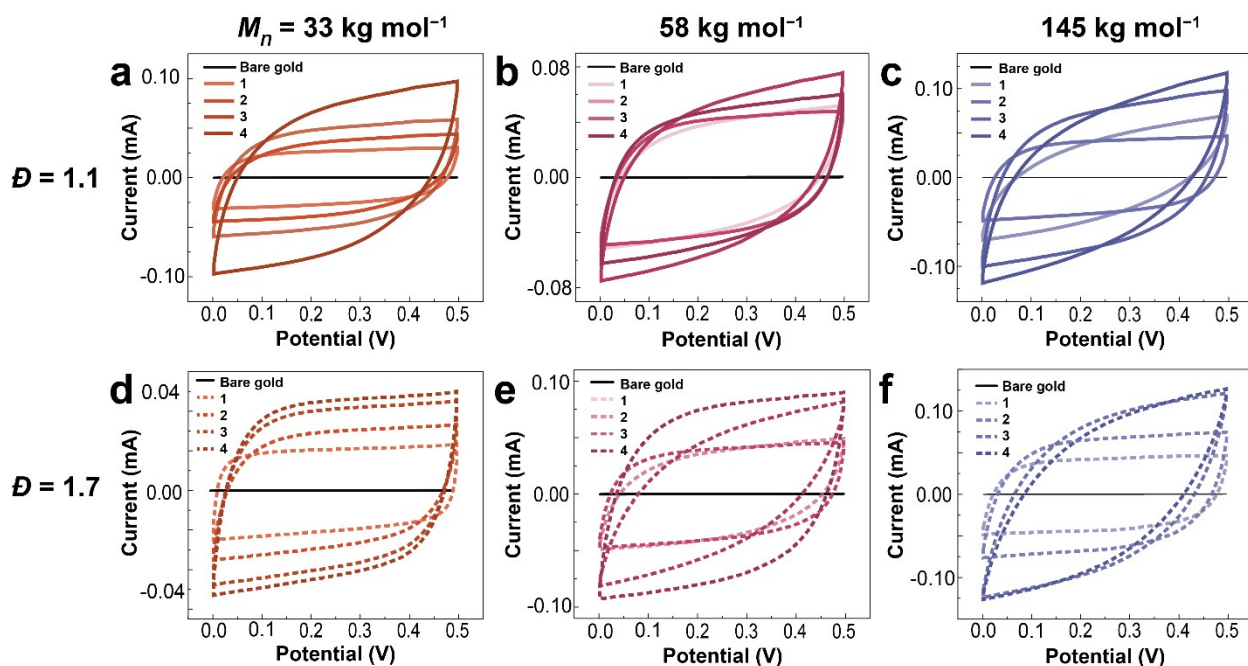 Mn = 33 kg mol⁻¹
58 kg mol⁻¹
145 kg mol⁻¹
Đ = 1.1
a
Current (mA)
0.10
0.00
-0.10
Bare gold
1
2
3
4
0.0 0.1 0.2 0.3 0.4 0.5
Potential (V)
b
Current (mA)
0.08
0.00
-0.08
Bare gold
1
2
3
4
0.0 0.1 0.2 0.3 0.4 0.5
Potential (V)
c
Current (mA)
0.10
0.00
-0.10
Bare gold
1
2
3
4
0.0 0.1 0.2 0.3 0.4 0.5
Potential (V)
Đ = 1.7
d
Current (mA)
0.04
0.00
-0.04
Bare gold
1
2
3
4
0.0 0.1 0.2 0.3 0.4 0.5
Potential (V)
e
Current (mA)
0.10
0.00
-0.10
Bare gold
1
2
3
4
0.0 0.1 0.2 0.3 0.4 0.5
Potential (V)
f
Current (mA)
0.10
0.00
-0.10
Bare gold
1
2
3
4
0.0 0.1 0.2 0.3 0.4 0.5
Potential (V)